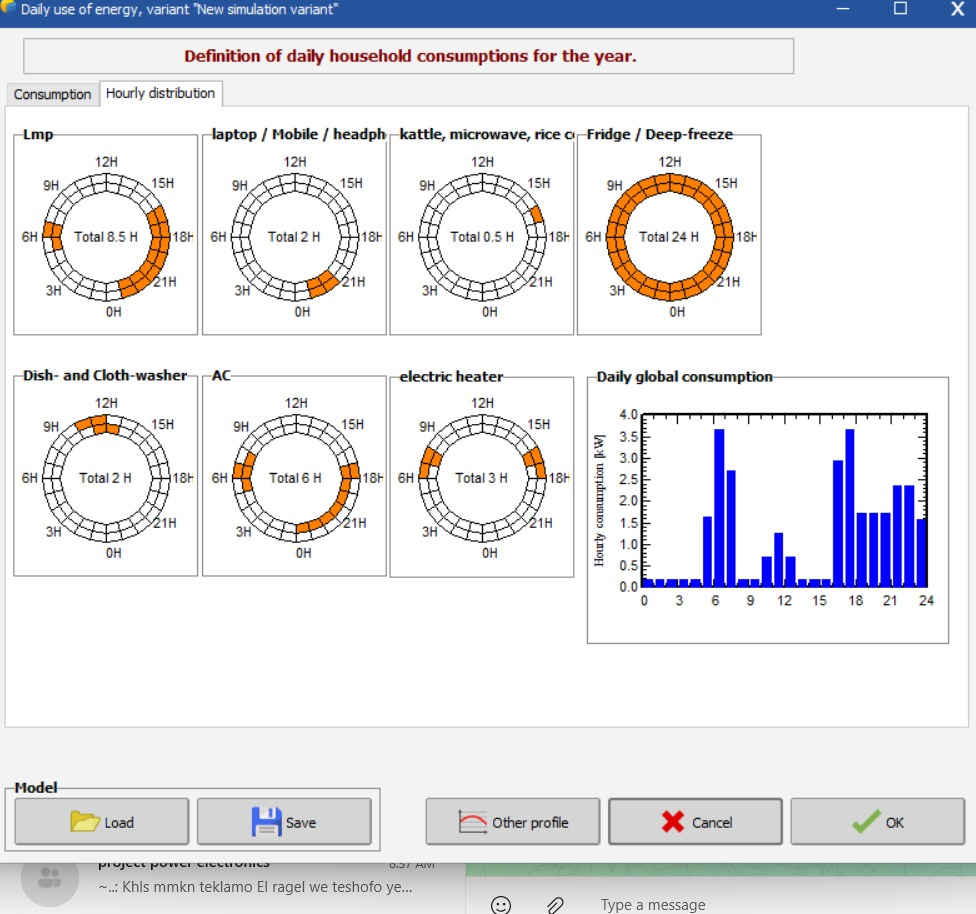 Daily use of energy, variant "New simulation variant"
Definition of daily household consumptions for the year.
Consumption
Hourly distribution
Lmp
12H
9H
15H
6H
Total 8.5 H
18H
3H
21H
0H
laptop / Mobile / headph
12H
9H
15H
6H
Total 2 H
18H
3H
21H
0H
kattle, microwave, rice c
12H
9H
15H
6H
Total 0.5 H
18H
3H
21H
0H
Fridge / Deep-freeze
12H
9H
15H
6H
Total 24 H
18H
3H
21H
0H
Dish- and Cloth-washer
12H
9H
15H
6H
Total 2 H
18H
3H
21H
0H
AC
12H
9H
15H
6H
Total 6 H
18H
3H
21H
0H
electric heater
12H
9H
15H
6H
Total 3 H
18H
3H
21H
0H
Daily global consumption
Hourly consumption [kW]
4.0
3.5
3.0
2.5
2.0
1.5
1.0
0.5
0.0
0 3 6 9 12 15 18 21 24
Model
Load
Save
Other profile
Cancel
OK
project power electronics
8:37 AM
~..: Khls mmkn teklamo El ragel we teshofo ye...
Type a message